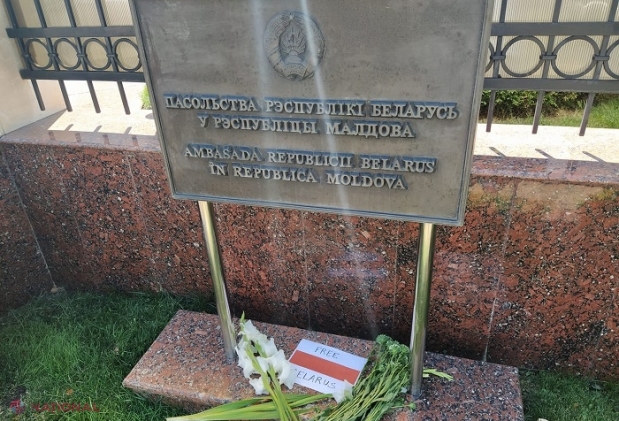 ПАСОЛЬСТВА РЭСПУБЛІКІ БЕЛАРУСЬ
У РЭСПУБЛІЦЫ МАЛДОВА
AMBASADA REPUBLICII BELARUS
ÎN REPUBLICA MOLDOVA
FREE
ELARUS